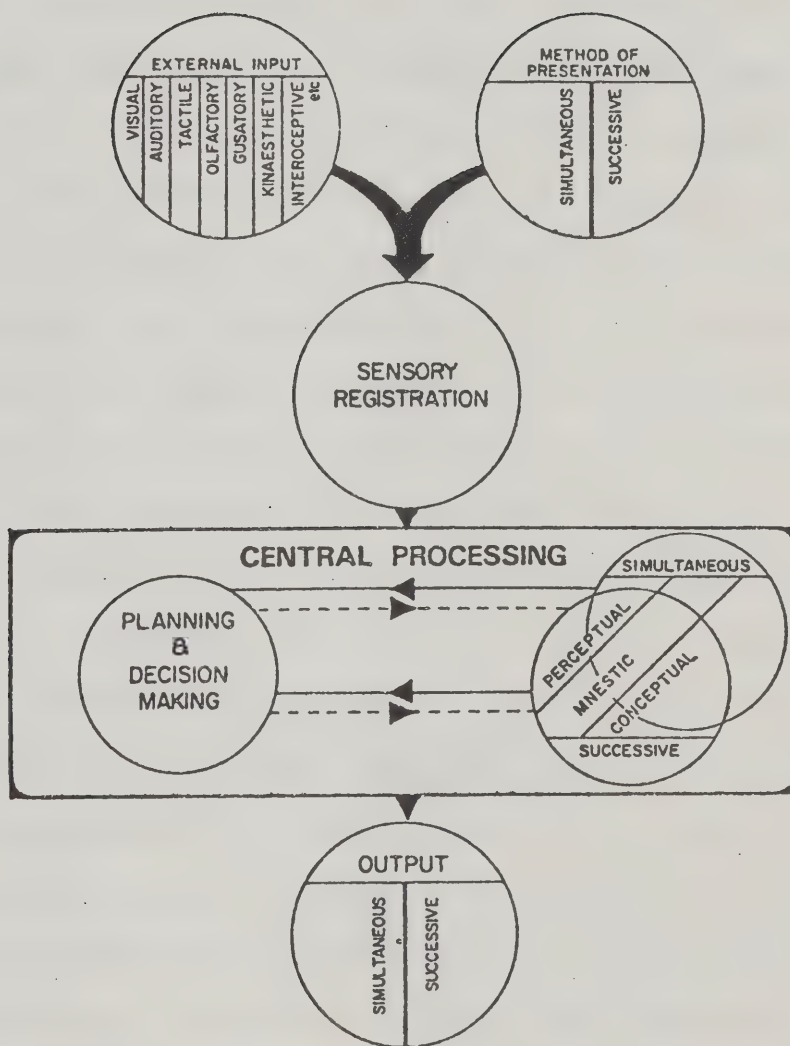 EXTERNAL INPUT
VISUAL
AUDITORY
TACTILE
OLFACTORY
GUSATORY
KINAESTHETIC
INTEROCEPTIVE
etc
METHOD OF
PRESENTATION
SIMULTANEOUS
SUCCESSIVE
SENSORY
REGISTRATION
CENTRAL PROCESSING
PLANNING
&
DECISION
MAKING
SIMULTANEOUS
PERCEPTUAL
MNESTIC
CONCEPTUAL
SUCCESSIVE
OUTPUT
SIMULTANEOUS
SUCCESSIVE